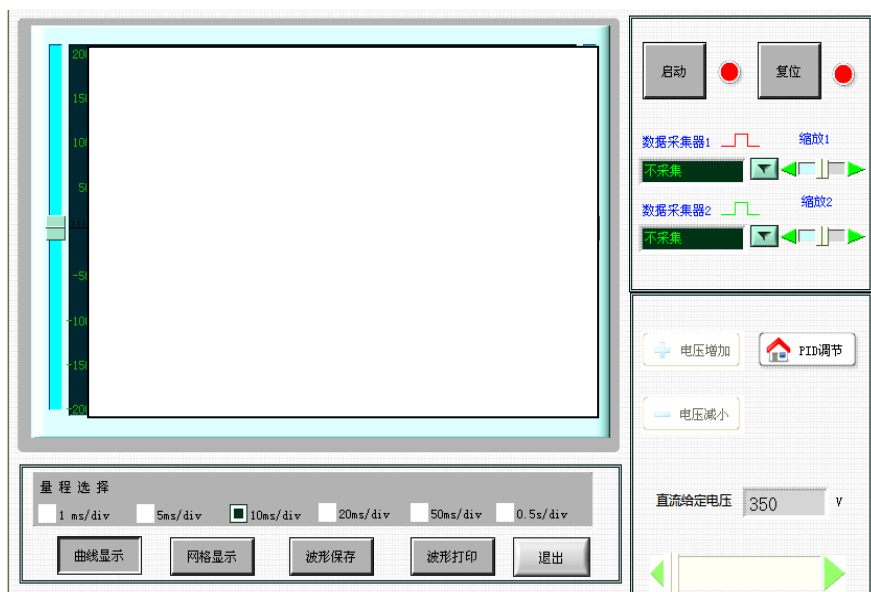 启动
复位
数据采集器1
缩放1
不采集
数据采集器2
缩放2
不采集
50
-50
电压增加
PID调节
电压减小
直流给定电压 350 V
量程选择
1 ms/div 5ms/div 10ms/div 20ms/div 50ms/div 0.5s/div
曲线显示 网格显示 波形保存 波形打印 退出